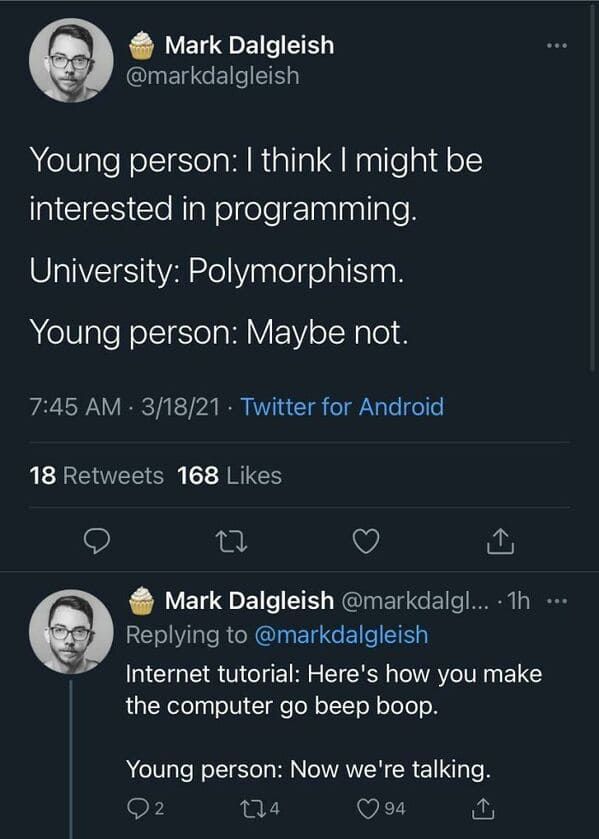 Mark Dalgleish
@markdalgleish
Young person: I think I might be
interested in programming.
University: Polymorphism.
Young person: Maybe not.
7:45 AM · 3/18/21 · Twitter for Android
18 Retweets 168 Likes
Mark Dalgleish @markdalgl... · 1h
Replying to @markdalgleish
Internet tutorial: Here's how you make
the computer go beep boop.
Young person: Now we're talking.
2 4 94